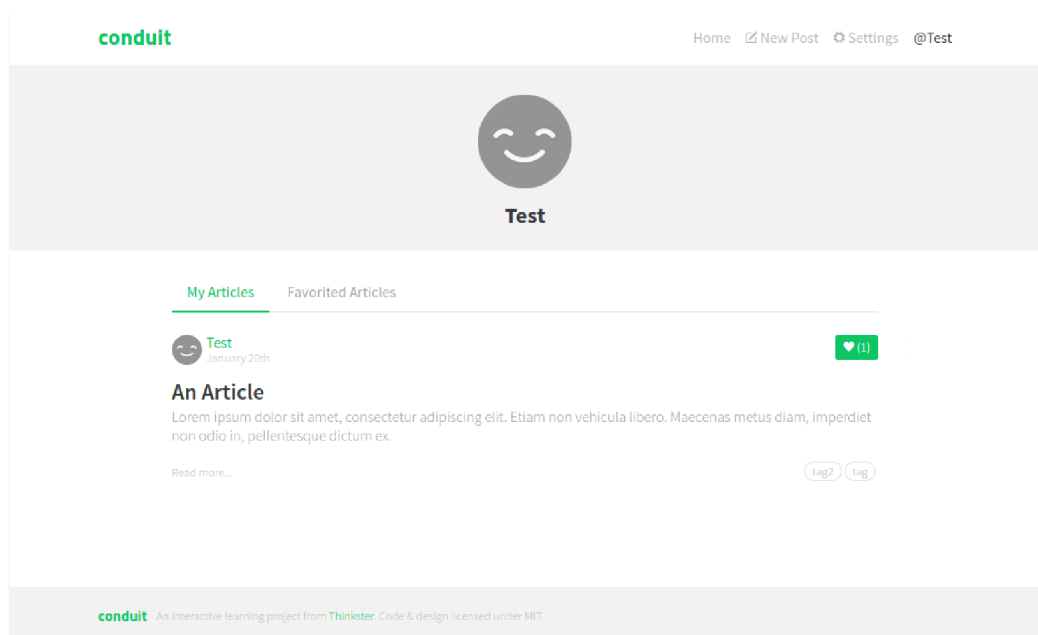 conduit
Home New Post Settings @Test
Test
My Articles Favorited Articles
Test
January 20th
(1)
An Article
Lorem ipsum dolor sit amet, consectetur adipiscing elit. Etiam non vehicula libero. Maecenas metus diam, imperdiet
non odio in, pellentesque dictum ex.
Read more...
tag2 tag
conduit An interactive learning project from Thinkster. Code & design licensed under MIT.